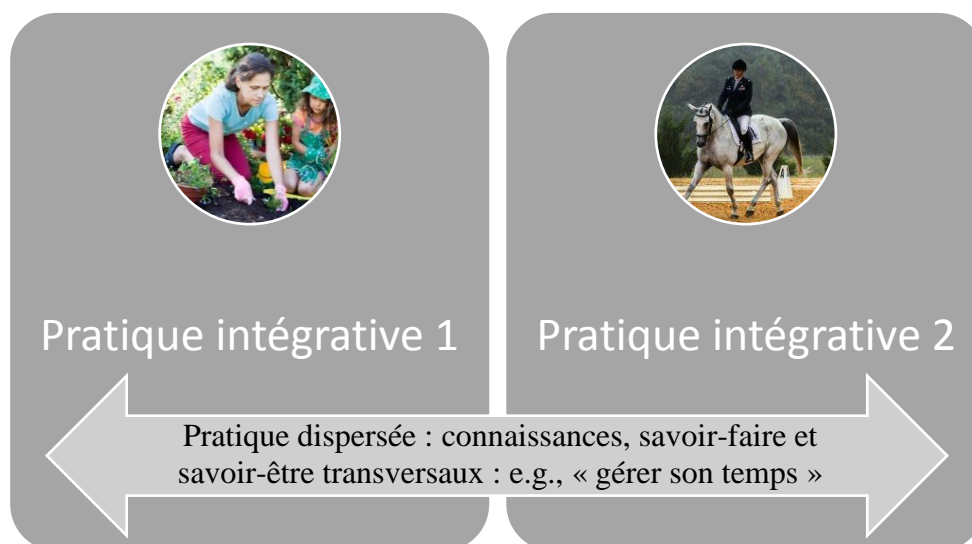 Pratique intégrative 1
Pratique intégrative 2
Pratique dispersée : connaissances, savoir-faire et
savoir-être transversaux : e.g., « gérer son temps »